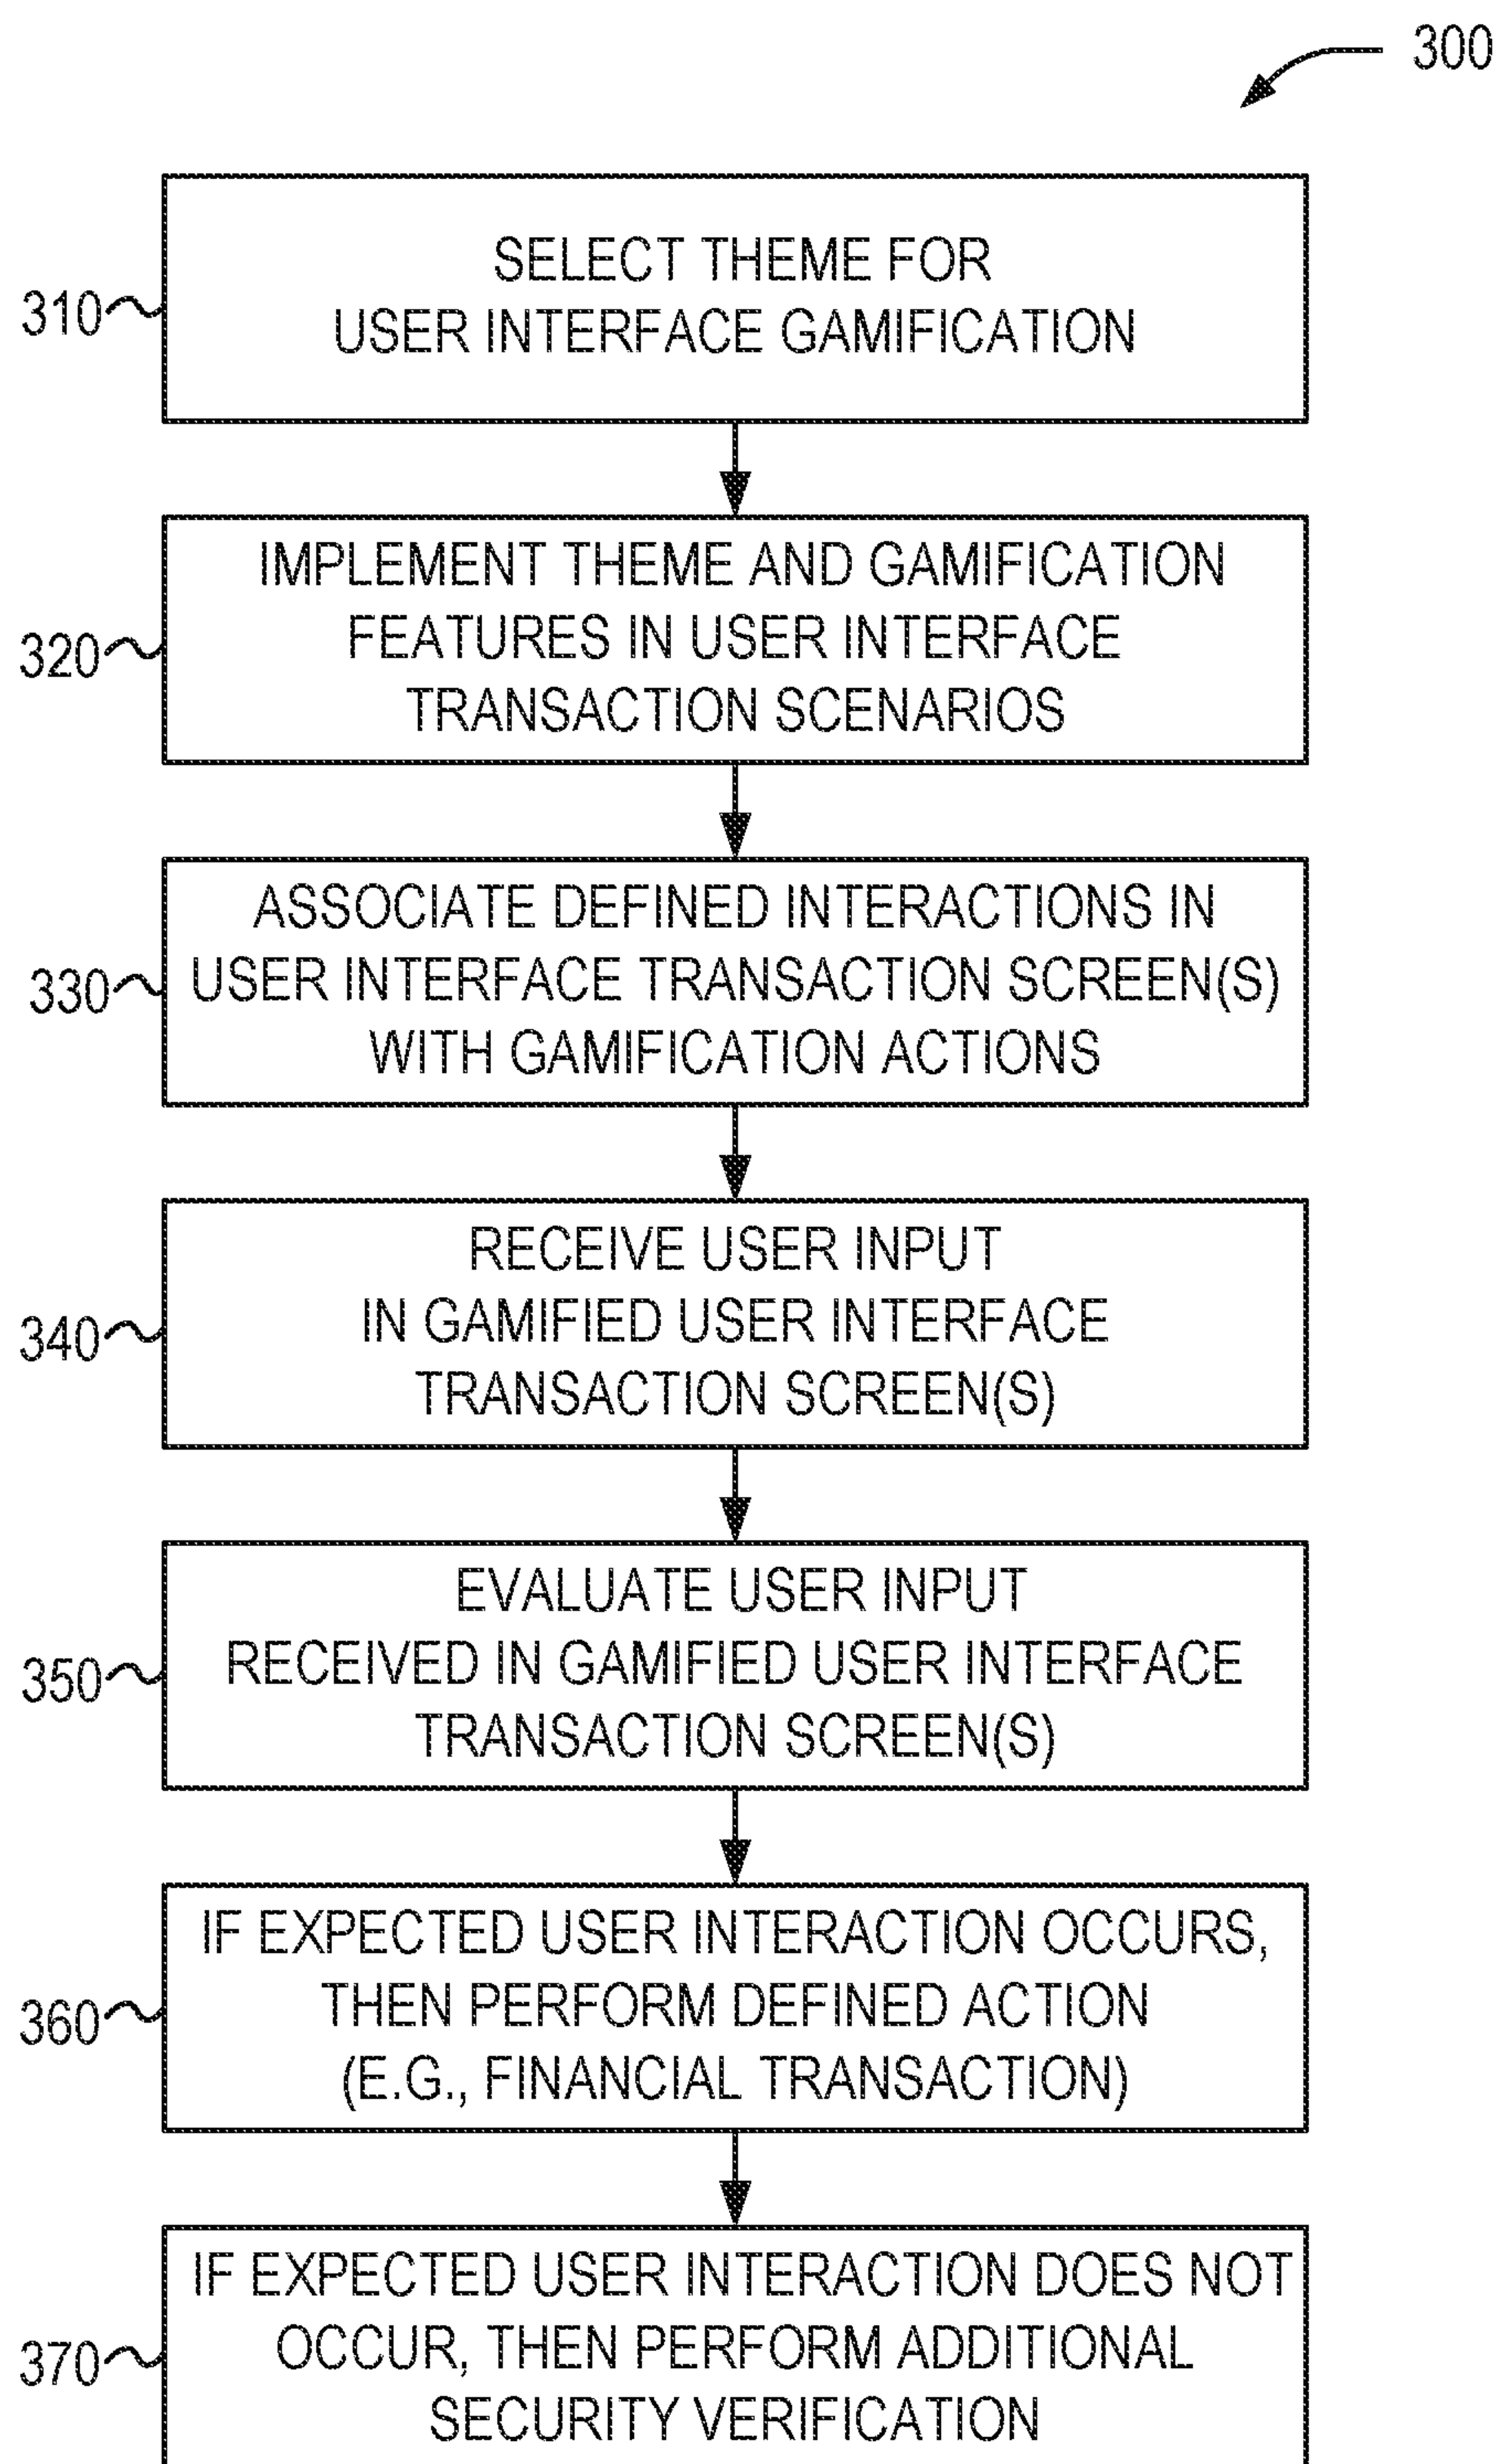 300
SELECT THEME FOR
USER INTERFACE GAMIFICATION
310
IMPLEMENT THEME AND GAMIFICATION
FEATURES IN USER INTERFACE
TRANSACTION SCENARIOS
320
ASSOCIATE DEFINED INTERACTIONS IN
USER INTERFACE TRANSACTION SCREEN(S)
WITH GAMIFICATION ACTIONS
330
RECEIVE USER INPUT
IN GAMIFIED USER INTERFACE
TRANSACTION SCREEN(S)
340
EVALUATE USER INPUT
RECEIVED IN GAMIFIED USER INTERFACE
TRANSACTION SCREEN(S)
350
IF EXPECTED USER INTERACTION OCCURS,
THEN PERFORM DEFINED ACTION
(E.G., FINANCIAL TRANSACTION)
360
IF EXPECTED USER INTERACTION DOES NOT
OCCUR, THEN PERFORM ADDITIONAL
SECURITY VERIFICATION
370